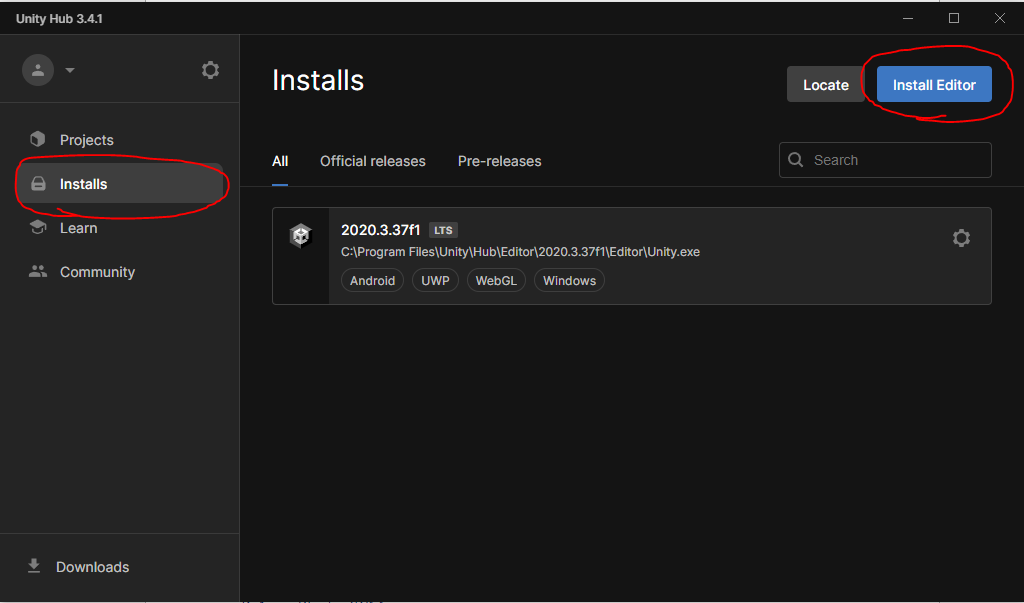 Unity Hub 3.4.1
Projects
Installs
Learn
Community
Downloads
Installs
Locate
Install Editor
All Official releases Pre-releases
Search
2020.3.37f1 LTS
C:\Program Files\Unity\Hub\Editor\2020.3.37f1\Editor\Unity.exe
Android UWP WebGL Windows